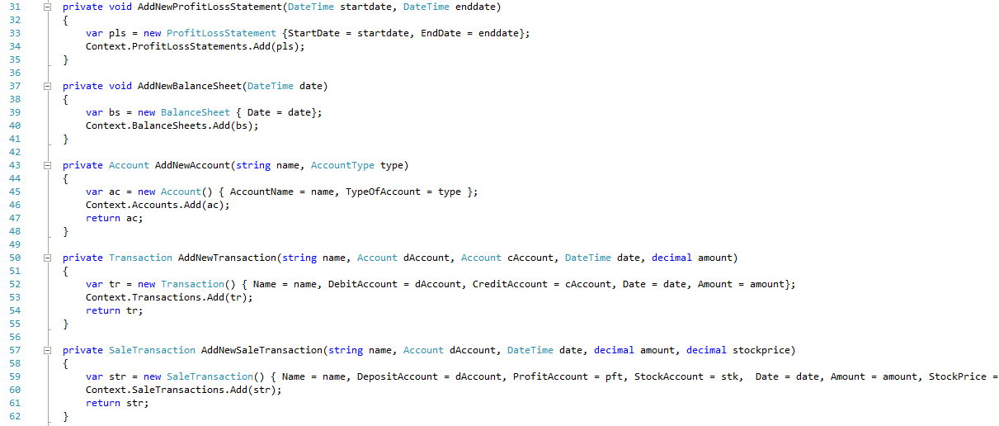 31 private void AddNewProfitLossStatement(DateTime startdate, DateTime enddate)
32 {
33 var pls = new ProfitLossStatement {StartDate = startdate, EndDate = enddate};
34 Context.ProfitLossStatements.Add(pls);
35 }
36
37 private void AddNewBalanceSheet(DateTime date)
38 {
39 var bs = new BalanceSheet { Date = date};
40 Context.BalanceSheets.Add(bs);
41 }
42
43 private Account AddNewAccount(string name, AccountType type)
44 {
45 var ac = new Account() { AccountName = name, TypeOfAccount = type };
46 Context.Accounts.Add(ac);
47 return ac;
48 }
49
50 private Transaction AddNewTransaction(string name, Account dAccount, Account cAccount, DateTime date, decimal amount)
51 {
52 var tr = new Transaction() { Name = name, DebitAccount = dAccount, CreditAccount = cAccount, Date = date, Amount = amount};
53 Context.Transactions.Add(tr);
54 return tr;
55 }
56
57 private SaleTransaction AddNewSaleTransaction(string name, Account dAccount, DateTime date, decimal amount, decimal stockprice)
58 {
59 var str = new SaleTransaction() { Name = name, DepositAccount = dAccount, ProfitAccount = pft, StockAccount = stk,  Date = date, Amount = amount, StockPrice =
60 Context.SaleTransactions.Add(str);
61 return str;
62 }